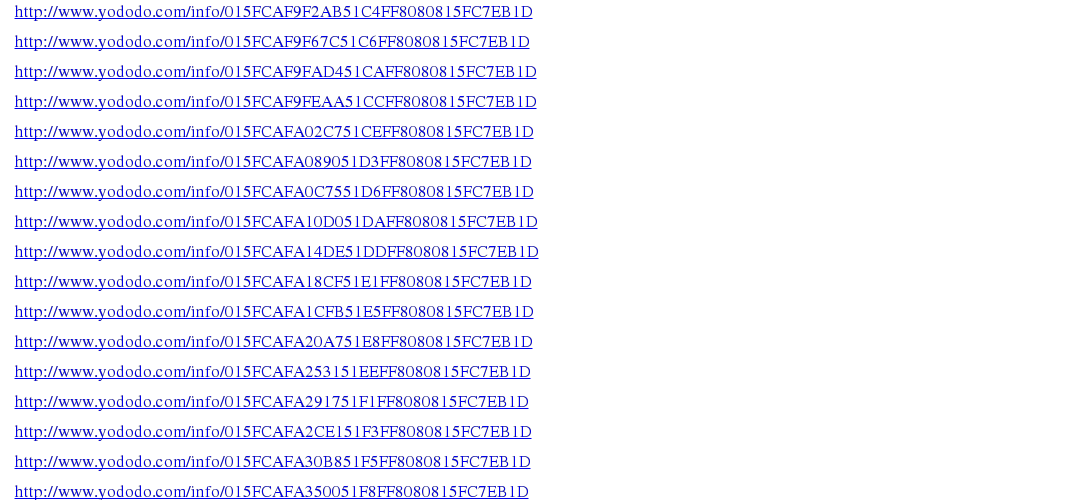 http://www.yododo.com/info/015FCAF9F2AB51C4FF8080815FC7EB1D
http://www.yododo.com/info/015FCAF9F67C51C6FF8080815FC7EB1D
http://www.yododo.com/info/015FCAF9FAD451CAFF8080815FC7EB1D
http://www.yododo.com/info/015FCAF9FEAA51CCFF8080815FC7EB1D
http://www.yododo.com/info/015FCAFA02C751CEFF8080815FC7EB1D
http://www.yododo.com/info/015FCAFA089051D3FF8080815FC7EB1D
http://www.yododo.com/info/015FCAFA0C7551D6FF8080815FC7EB1D
http://www.yododo.com/info/015FCAFA10D051DAFF8080815FC7EB1D
http://www.yododo.com/info/015FCAFA14DE51DDFF8080815FC7EB1D
http://www.yododo.com/info/015FCAFA18CF51E1FF8080815FC7EB1D
http://www.yododo.com/info/015FCAFA1CFB51E5FF8080815FC7EB1D
http://www.yododo.com/info/015FCAFA20A751E8FF8080815FC7EB1D
http://www.yododo.com/info/015FCAFA253151EEFF8080815FC7EB1D
http://www.yododo.com/info/015FCAFA291751F1FF8080815FC7EB1D
http://www.yododo.com/info/015FCAFA2CE151F3FF8080815FC7EB1D
http://www.yododo.com/info/015FCAFA30B851F5FF8080815FC7EB1D
http://www.yododo.com/info/015FCAFA350051F8FF8080815FC7EB1D